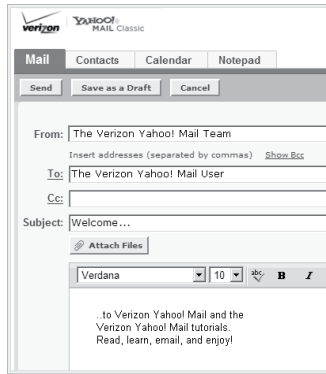 verizon YAHOO!® MAIL Classic
Mail Contacts Calendar Notepad
Send Save as a Draft Cancel
From: The Verizon Yahoo! Mail Team
Insert addresses (separated by commas) Show Bcc
To: The Verizon Yahoo! Mail User
Cc:
Subject: Welcome...
Attach Files
Verdana 10 abc B I
..to Verizon Yahoo! Mail and the
Verizon Yahoo! Mail tutorials.
Read, learn, email, and enjoy!